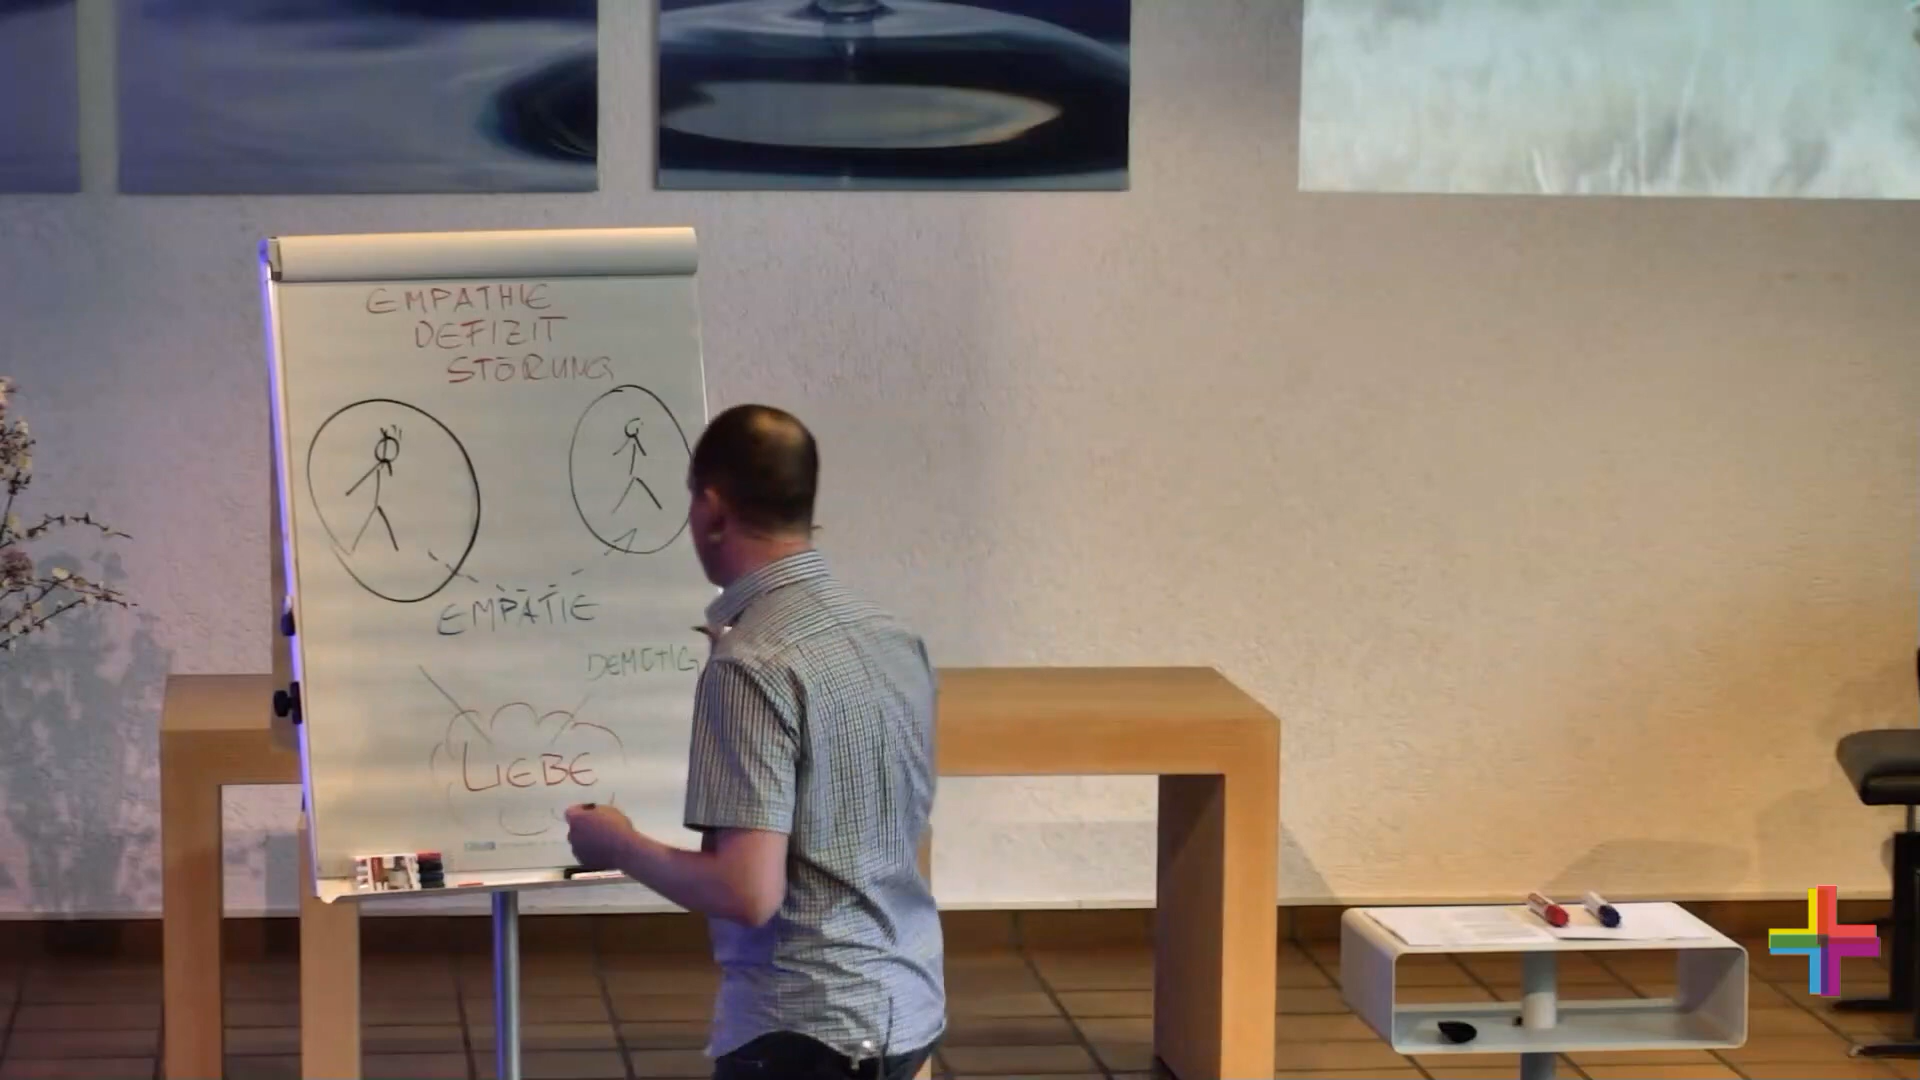 EMPATHIE
DEFIZIT
STÖRUNG
EMPATIE
DEMÜTIG
LIEBE